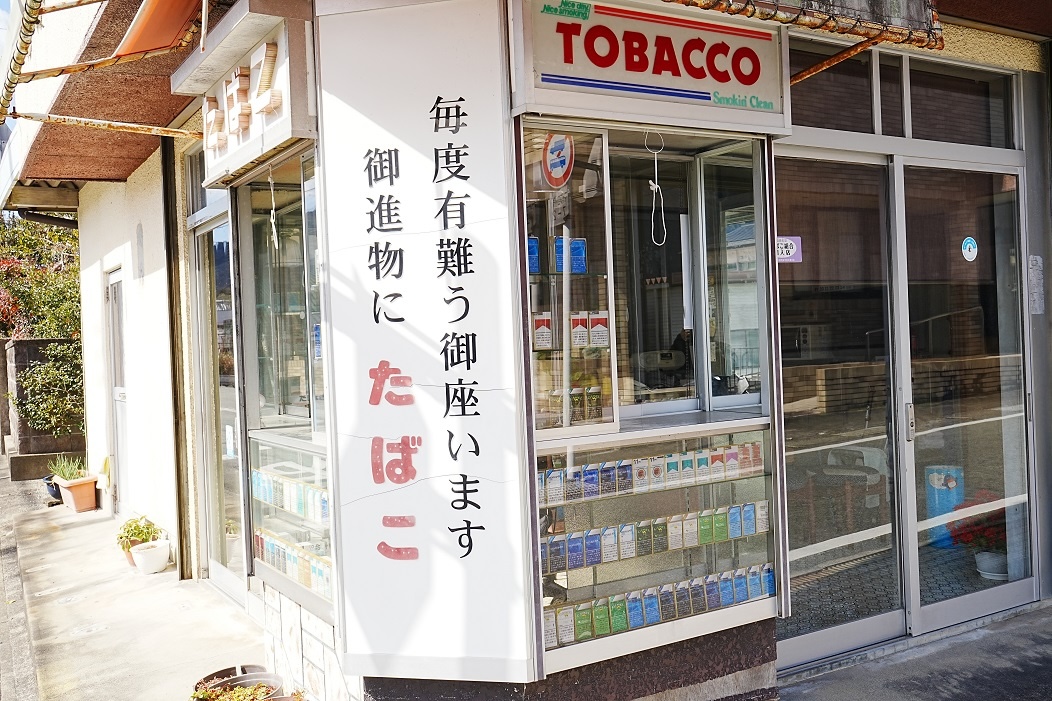 Nice day,
Nice smoking.
TOBACCO
Smokin' Clean
毎度有難う御座います
御進物に たばこ